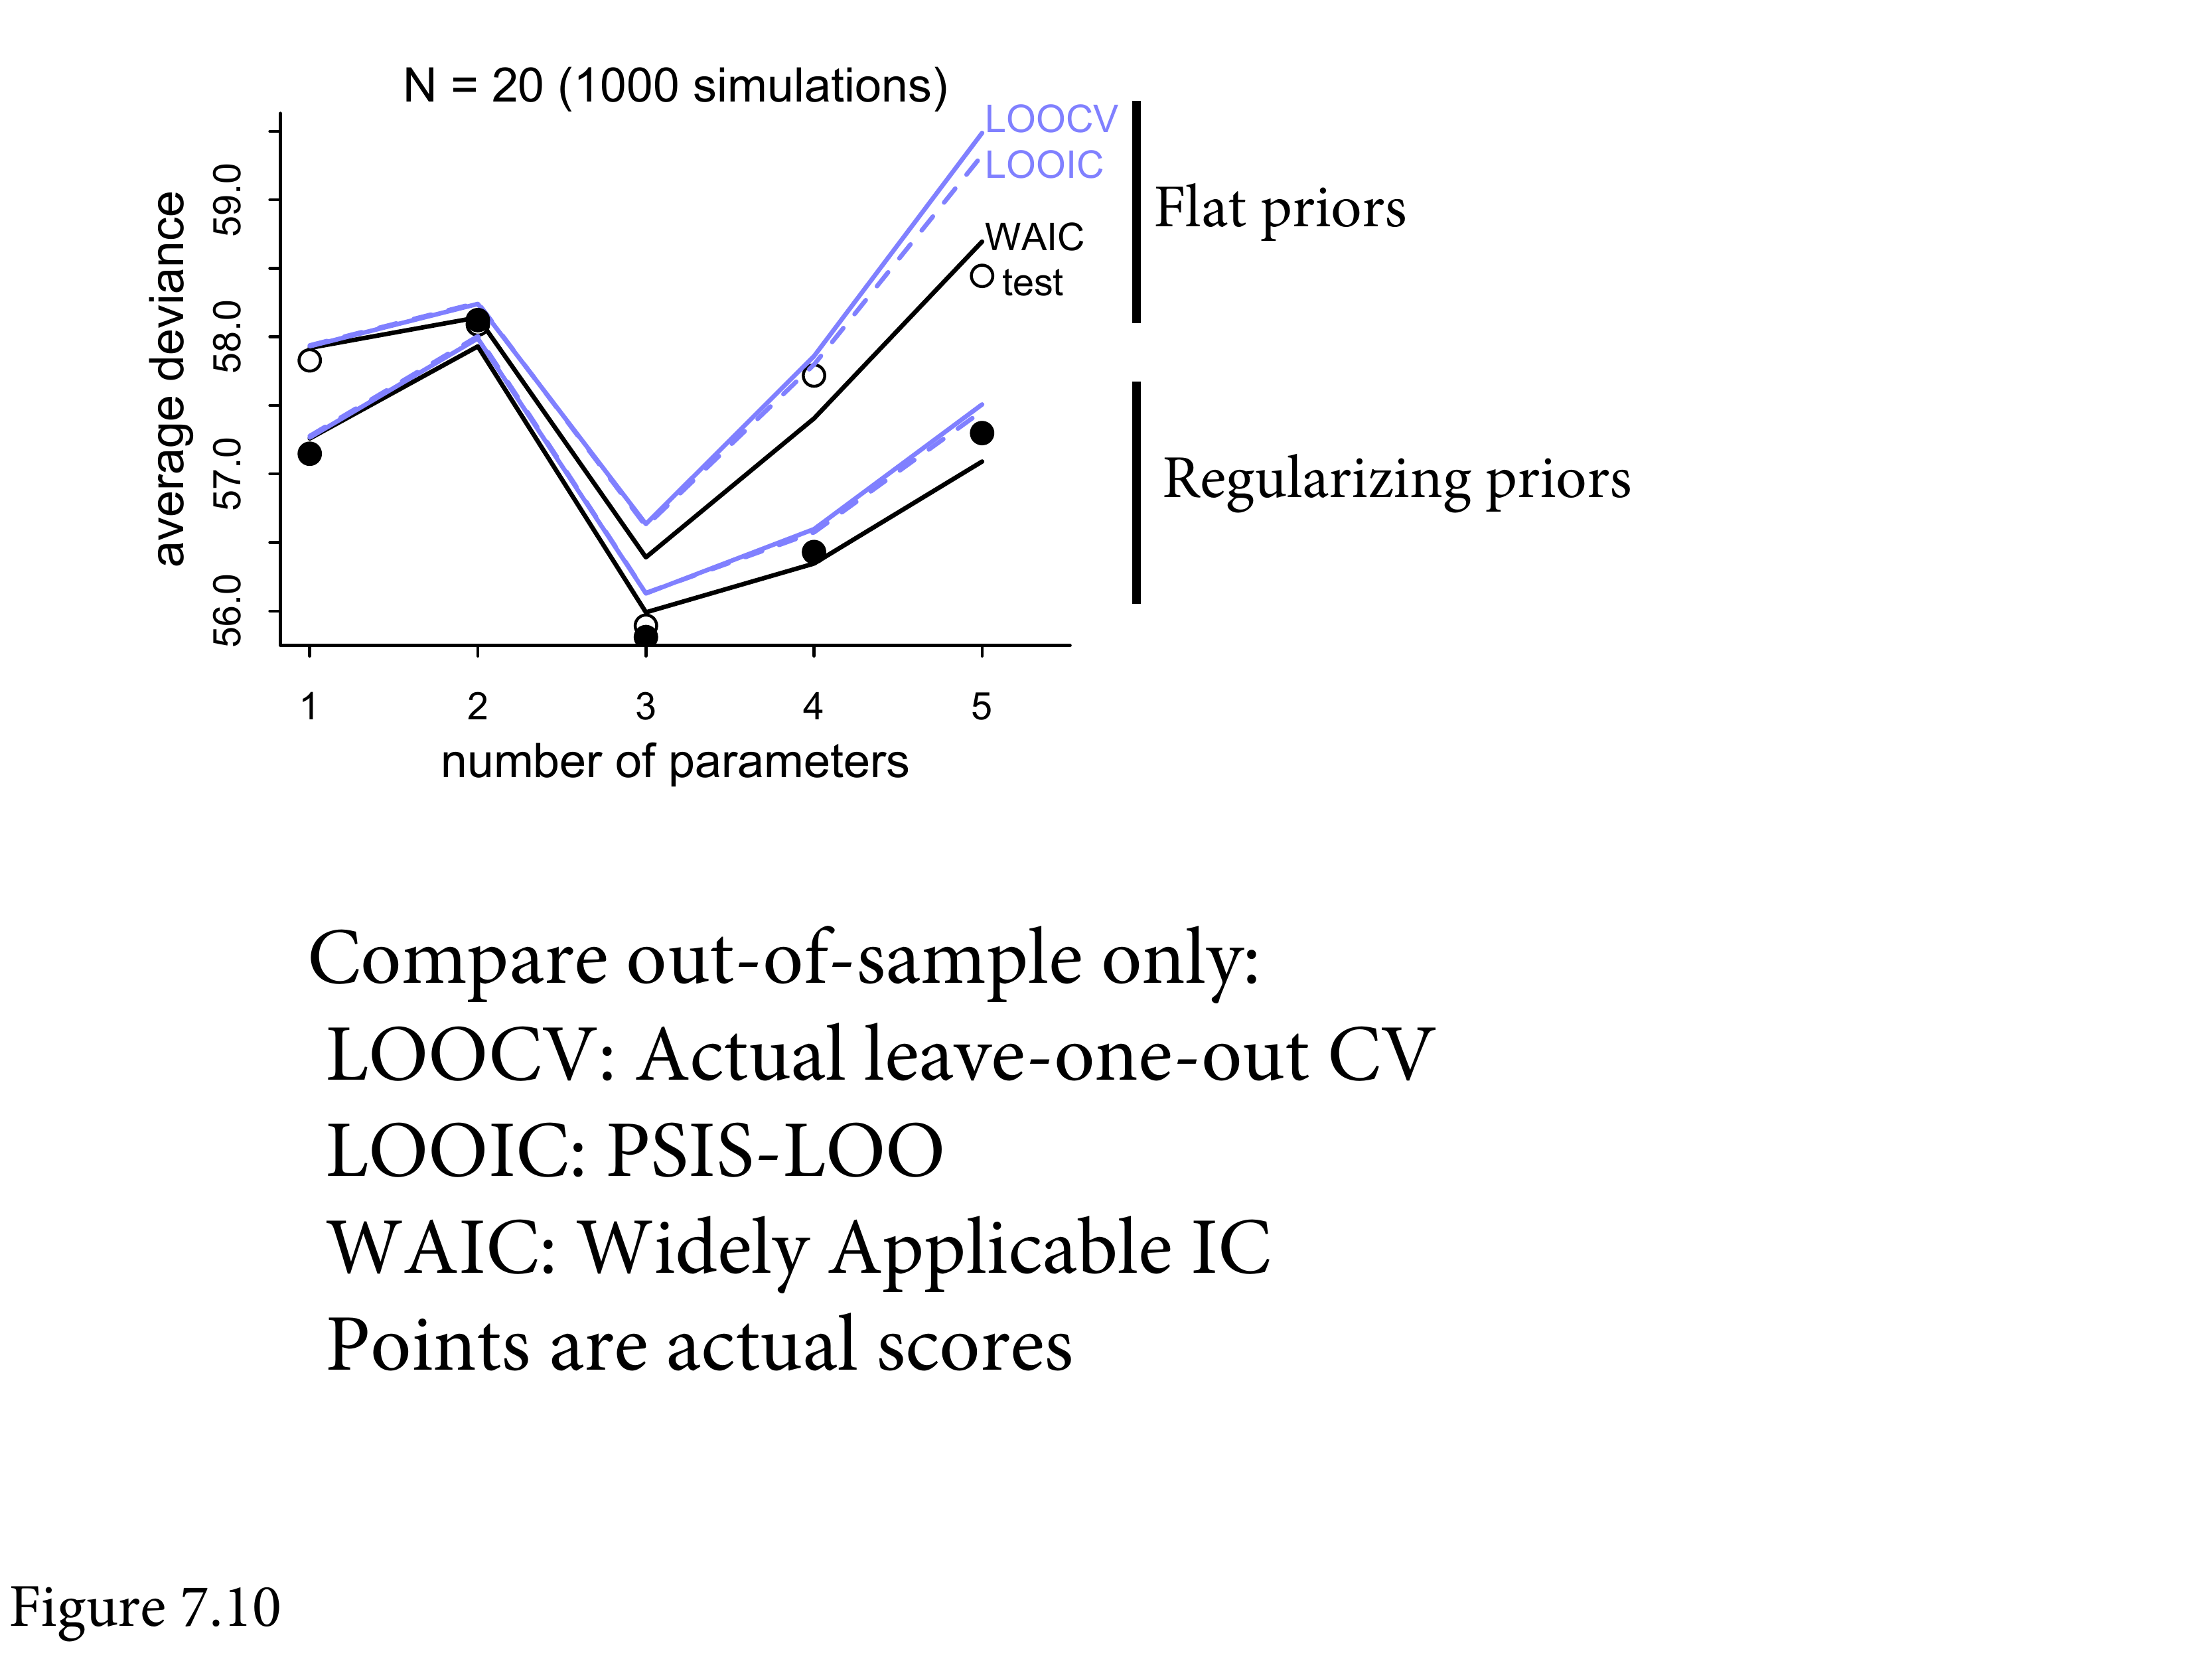 N = 20 (1000 simulations)
LOOCV
LOOIC
WAIC
test
Flat priors
Regularizing priors
average deviance
59.0
58.0
57.0
56.0
1 2 3 4 5
number of parameters
Compare out-of-sample only:
LOOCV: Actual leave-one-out CV
LOOIC: PSIS-LOO
WAIC: Widely Applicable IC
Points are actual scores
Figure 7.10